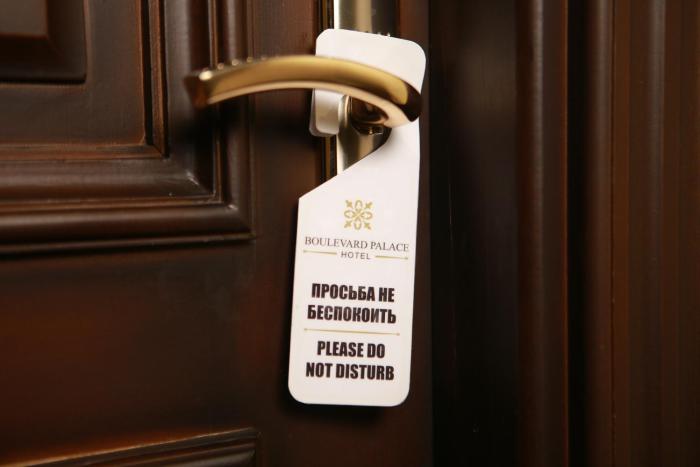 BOULEVARD PALACE
HOTEL
ПРОСЬБА НЕ
БЕСПОКОИТЬ
PLEASE DO
NOT DISTURB